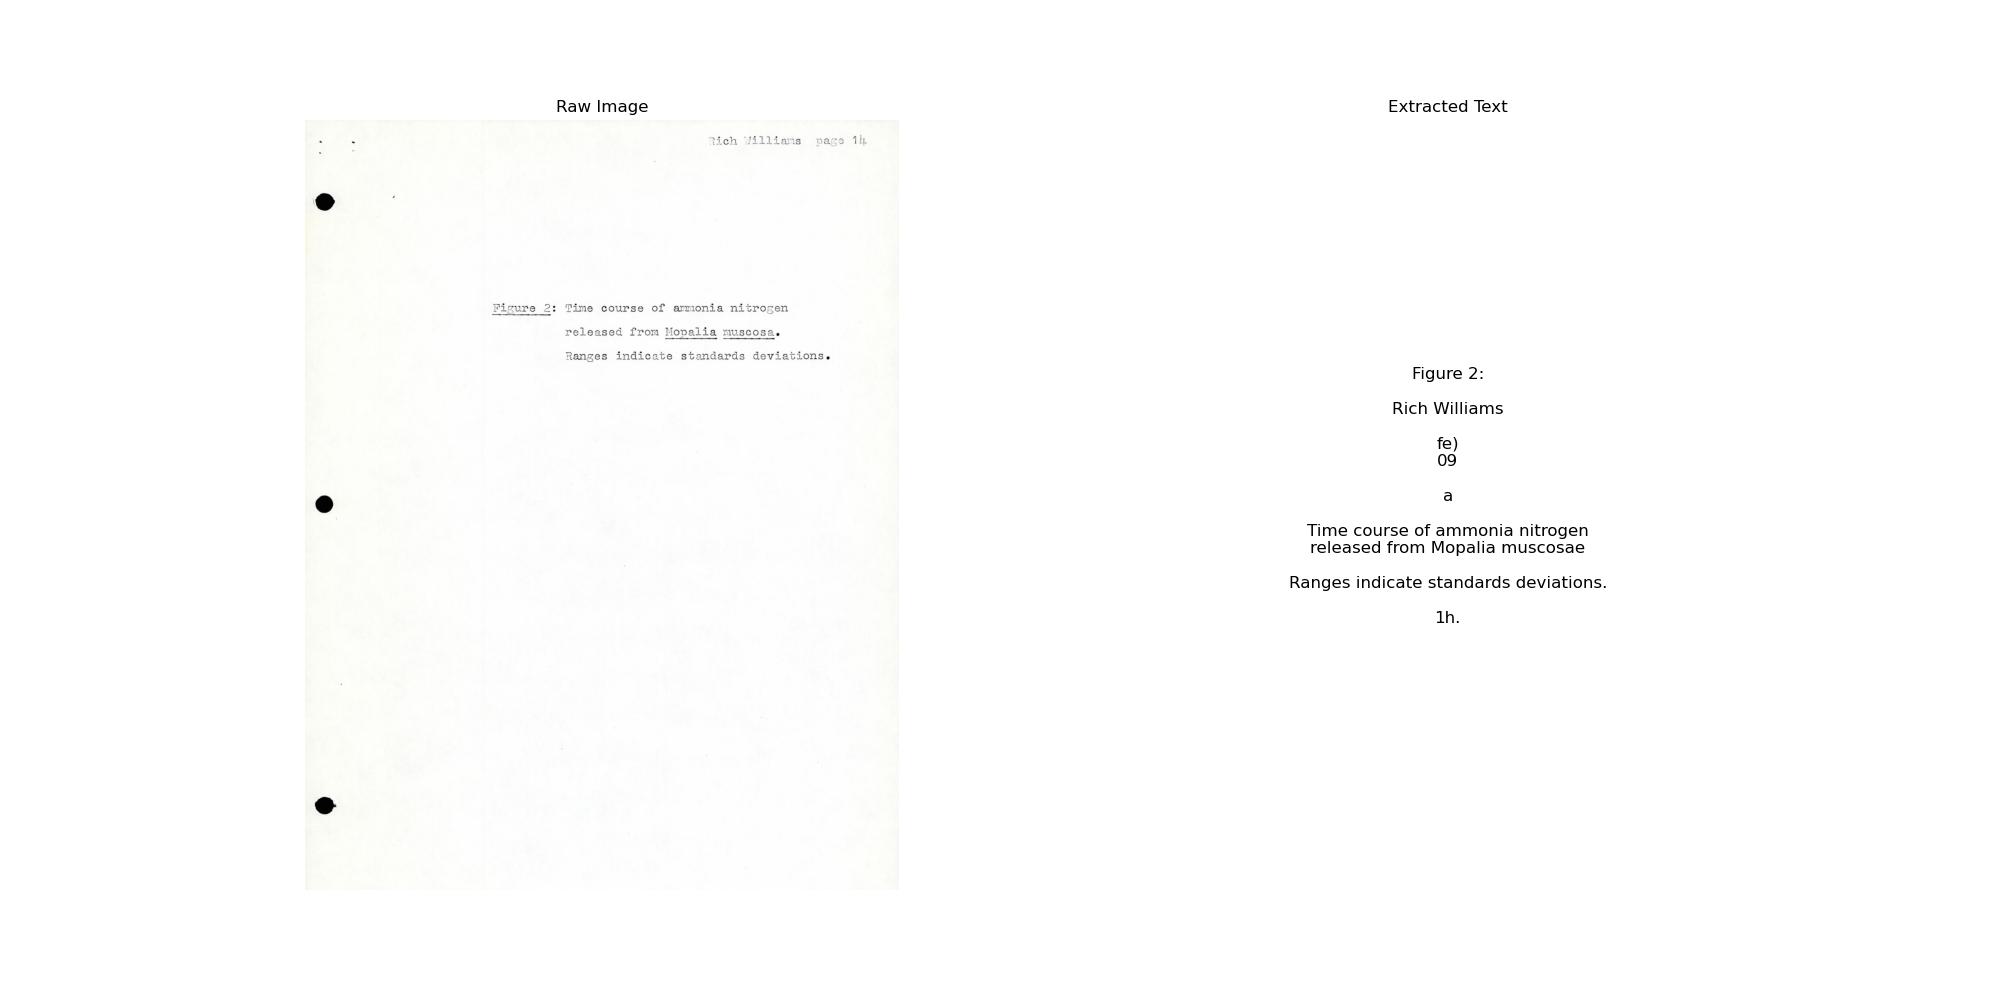 Raw Image
Rich Williams page 14
Figure 2: Time course of ammonia nitrogen
released from Mopalia muscosa.
Ranges indicate standards deviations.
Extracted Text
Figure 2:
Rich Williams
fe)
09
a
Time course of ammonia nitrogen
released from Mopalia muscosae
Ranges indicate standards deviations.
1h.